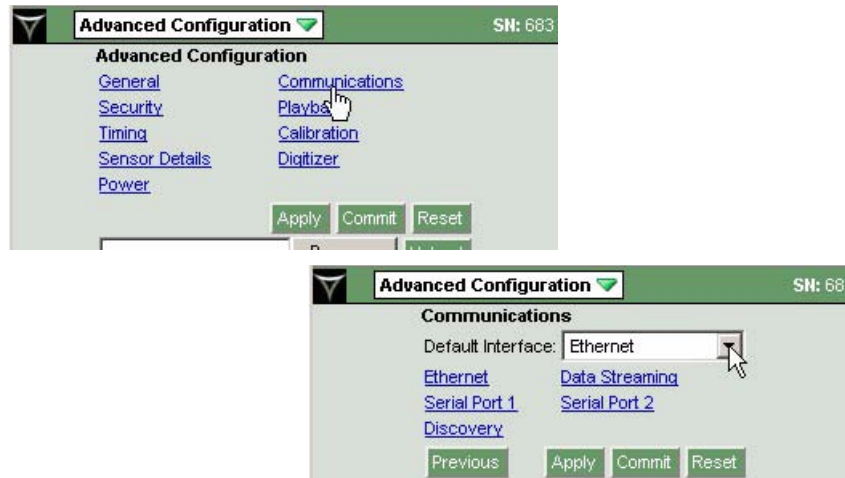 Advanced Configuration SN: 683
Advanced Configuration
General Communications
Security
Timing Calibration
Sensor Details Digitizer
Power
Apply Commit Reset
Advanced Configuration SN: 68
Communications
Default Interface: Ethernet
Ethernet Data Streaming
Serial Port 1 Serial Port 2
Discovery
Previous Apply Commit Reset